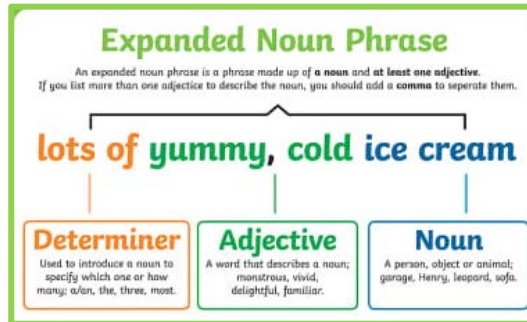 Expanded Noun Phrase
An expanded noun phrase is a phrase made up of a noun and at least one adjective.
If you list more than one adjectice to describe the noun, you should add a comma to seperate them.
lots of yummy, cold ice cream
Determiner
Used to introduce a noun to
specify which one or how
many; a/an, the, three, most.
Adjective
A word that describes a noun;
monstrous, vivid,
delightful, familiar.
Noun
A person, object or animal;
garage, Henry, leopard, sofa.